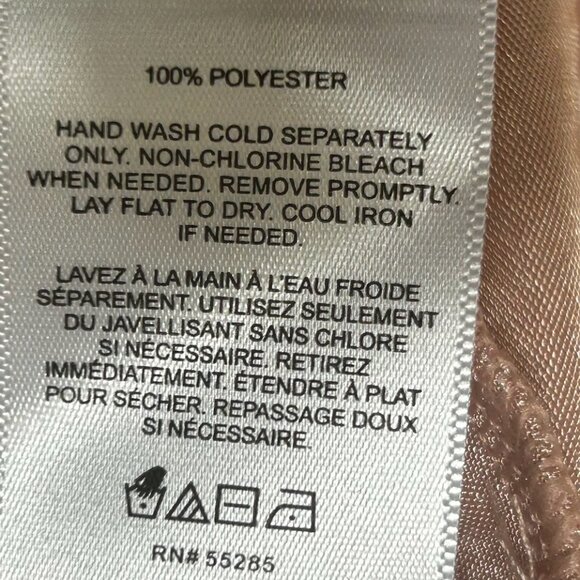 100% POLYESTER
HAND WASH COLD SEPARATELY
ONLY. NON-CHLORINE BLEACH
WHEN NEEDED. REMOVE PROMPTLY.
LAY FLAT TO DRY. COOL IRON
IF NEEDED.
LAVEZ À LA MAIN À L'EAU FROIDE
SÉPAREMENT. UTILISEZ SEULEMENT
DU JAVELLISANT SANS CHLORE
SI NÉCESSAIRE. RETIREZ
IMMÉDIATEMENT. ÉTENDRE À PLAT
POUR SÉCHER. REPASSAGE DOUX
SI NÉCESSAIRE.
RN# 55285